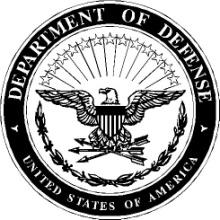 DEPARTMENT OF DEFENSE
UNITED STATES OF AMERICA